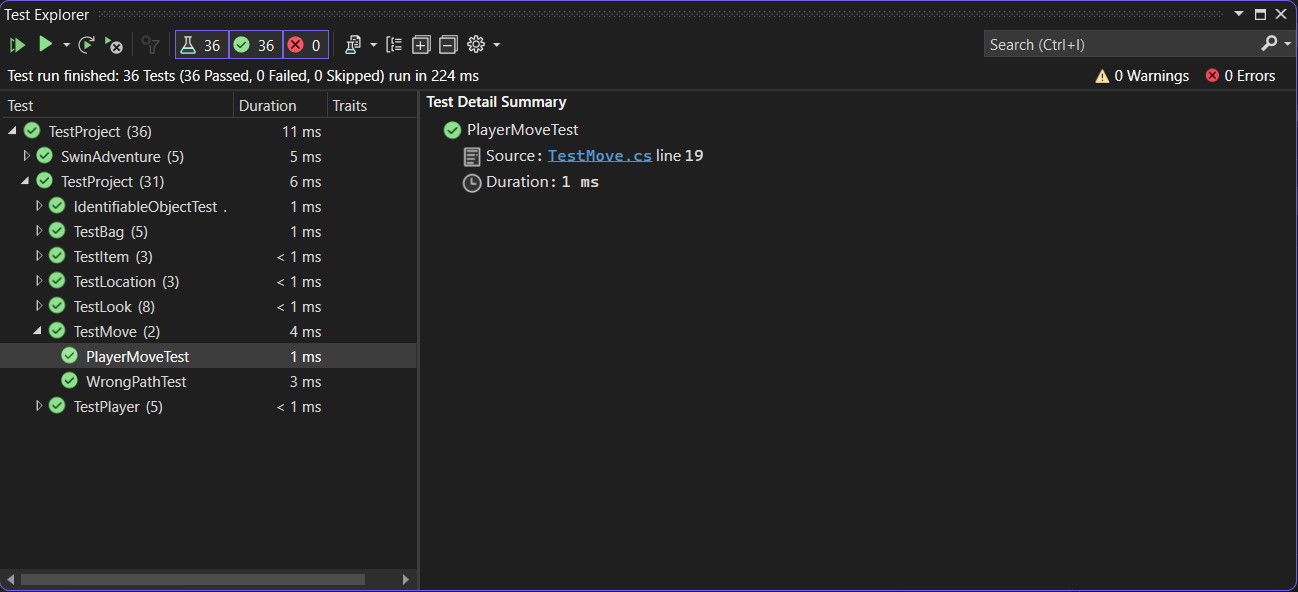 Test Explorer
36 36 0
Search (Ctrl+I)
Test run finished: 36 Tests (36 Passed, 0 Failed, 0 Skipped) run in 224 ms
0 Warnings 0 Errors
Test Duration Traits
TestProject (36) 11 ms
SwinAdventure (5) 5 ms
TestProject (31) 6 ms
IdentifiableObjectTest . 1 ms
TestBag (5) 1 ms
TestItem (3) < 1 ms
TestLocation (3) < 1 ms
TestLook (8) < 1 ms
TestMove (2) 4 ms
PlayerMoveTest 1 ms
WrongPathTest 3 ms
TestPlayer (5) < 1 ms
Test Detail Summary
PlayerMoveTest
Source: TestMove.cs line 19
Duration: 1 ms